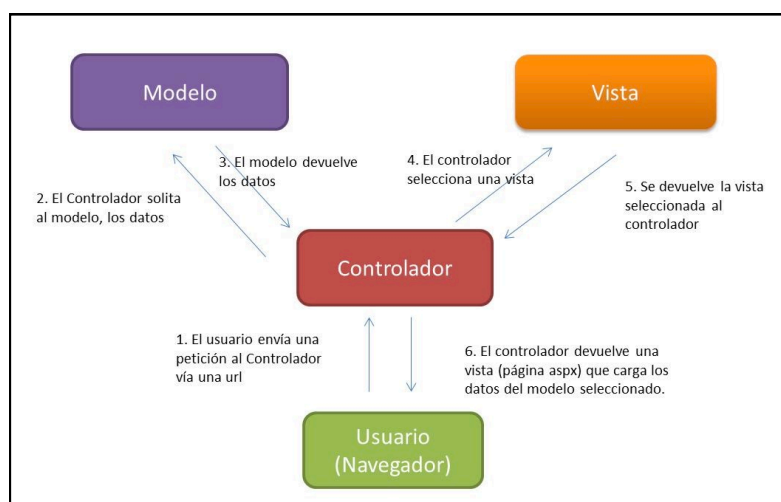 Modelo
Vista
3. El modelo devuelve
los datos
4. El controlador
selecciona una vista
2. El Controlador solita
al modelo, los datos
5. Se devuelve la vista
seleccionada al
controlador
Controlador
1. El usuario envía una
petición al Controlador
vía una url
6. El controlador devuelve una
vista (página aspx) que carga los
datos del modelo seleccionado.
Usuario
(Navegador)